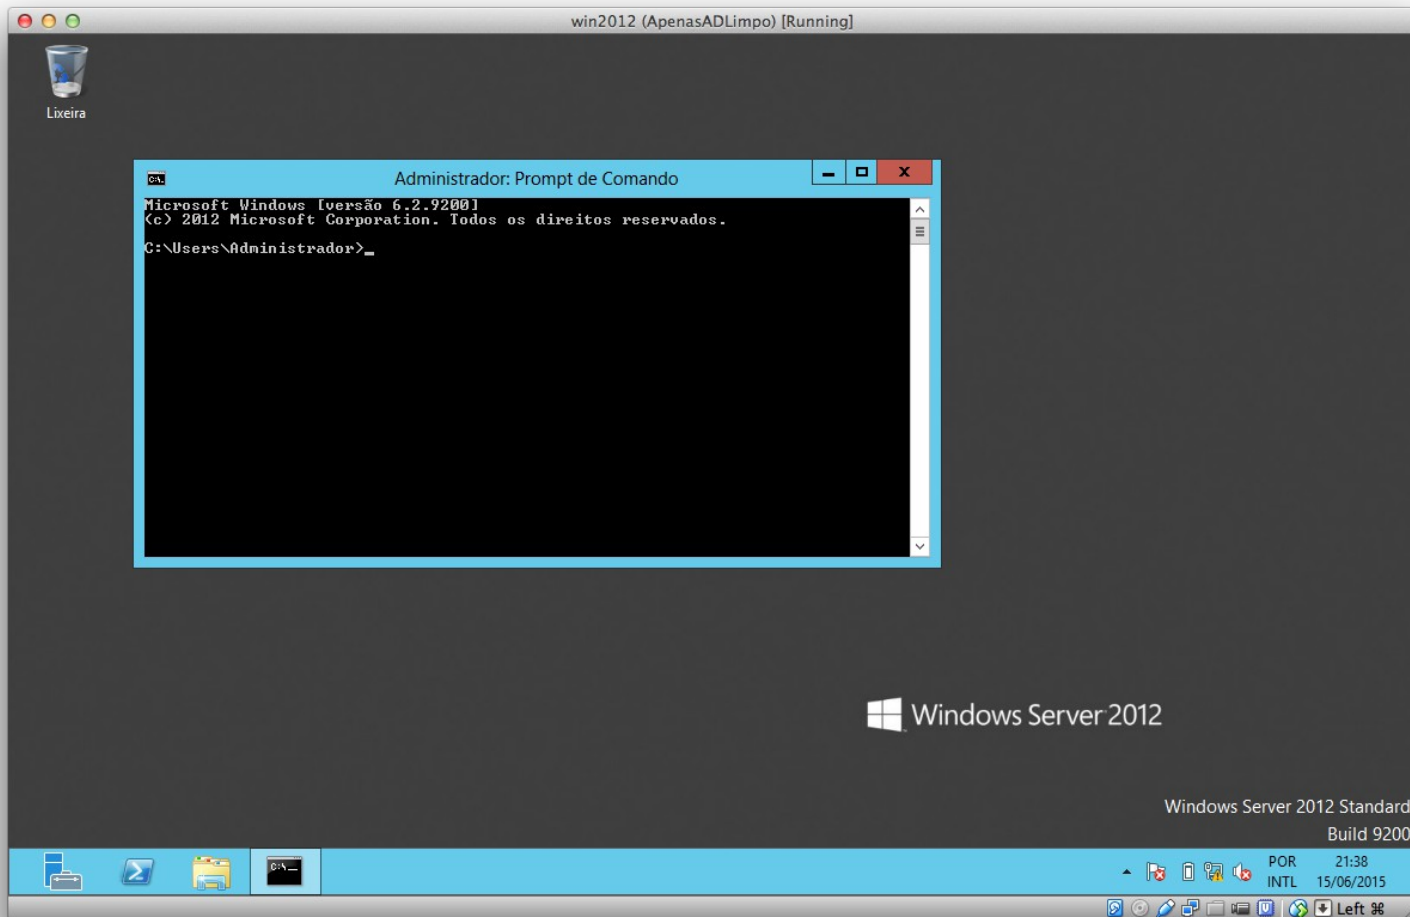 win2012 (ApenasADLimpo) [Running]
Lixeira
Administrador: Prompt de Comando
Microsoft Windows [versão 6.2.9200]
(c) 2012 Microsoft Corporation. Todos os direitos reservados.
C:\Users\Administrador>_
Windows Server 2012
Windows Server 2012 Standard
Build 9200
POR 21:38
INTL 15/06/2015
Left ⌘